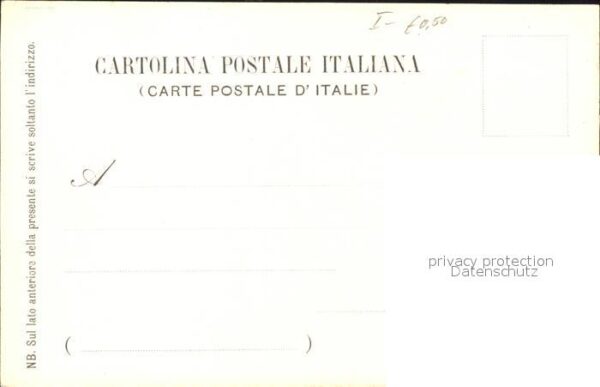 I- £0,50
CARTOLINA POSTALE ITALIANA
(CARTE POSTALE D'ITALIE)
A
( )
NB. Sul lato anteriore della presente si scrive soltanto l'indirizzo.
privacy protection
Datenschutz